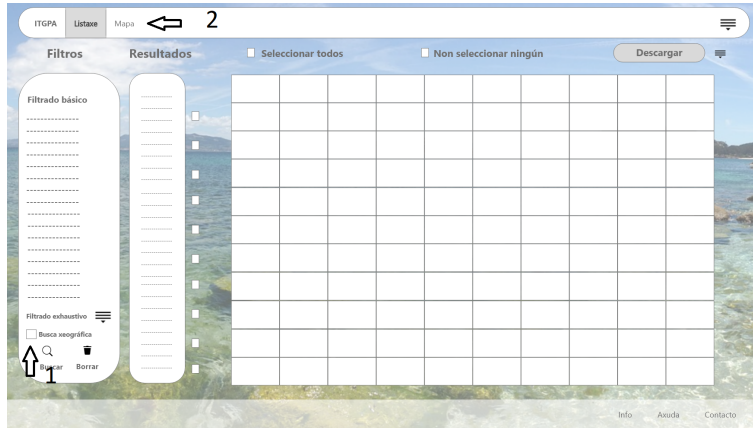 ITGPA Listaxe Mapa 2
Filtros Resultados Seleccionar todos Non seleccionar ningún Descargar
Filtrado básico
Filtrado exhaustivo
Busca xeográfica
Buscar Borrar
1
Info Axuda Contacto